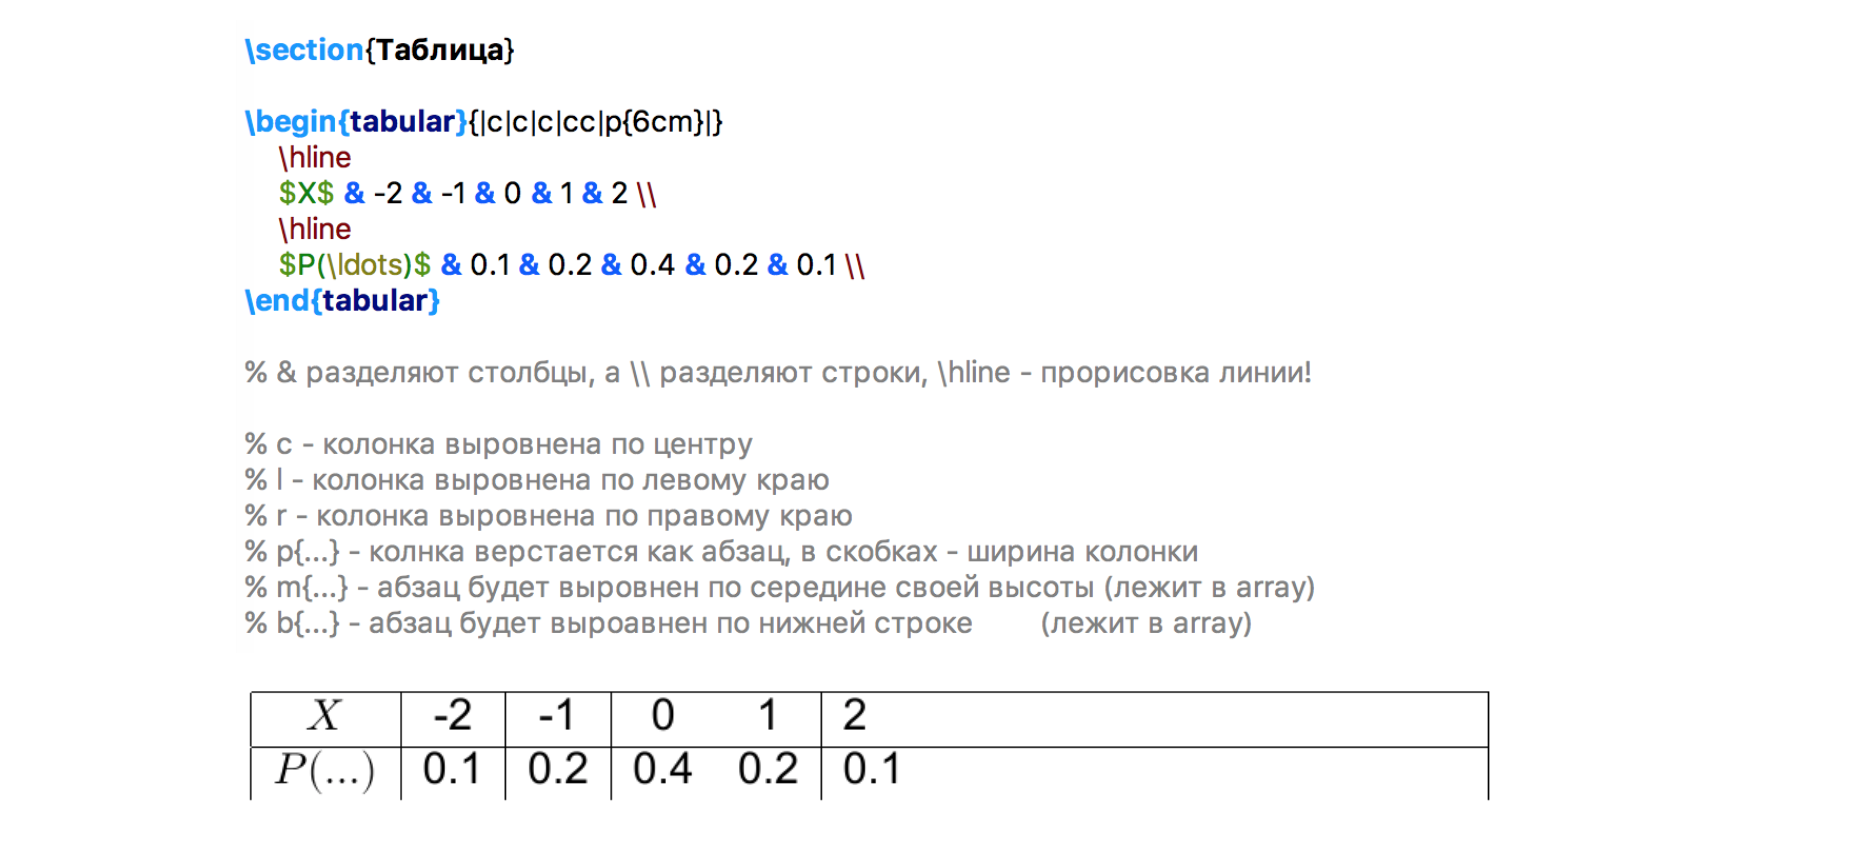 \section{Таблица}
\begin{tabular}{|c|c|c|cc|p{6cm}|}
\hline
$X$ & -2 & -1 & 0 & 1 & 2 \\
\hline
$P(\ldots)$ & 0.1 & 0.2 & 0.4 & 0.2 & 0.1 \\
\end{tabular}
% & разделяют столбцы, а \\ разделяют строки, \hline - прорисовка линии!
% c - колонка выровнена по центру
% l - колонка выровнена по левому краю
% r - колонка выровнена по правому краю
% p{...} - колнка верстается как абзац, в скобках - ширина колонки
% m{...} - абзац будет выровнен по середине своей высоты (лежит в array)
% b{...} - абзац будет выроавнен по нижней строке (лежит в array)
X -2 -1 0 1 2
P(...) 0.1 0.2 0.4 0.2 0.1